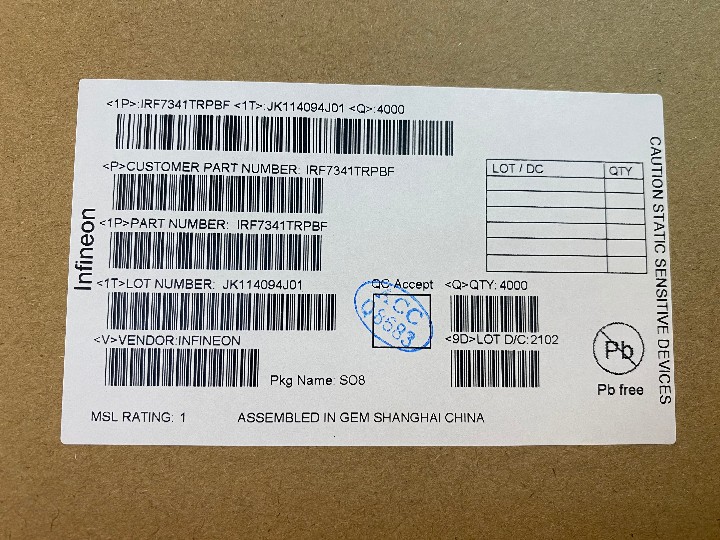 <1P>:IRF7341TRPBF <1T>:JK114094J01 <Q>:4000
<P>CUSTOMER PART NUMBER: IRF7341TRPBF
LOT / DC QTY
<1P>PART NUMBER: IRF7341TRPBF
Infineon
<1T>LOT NUMBER: JK114094J01
QC Accept
<Q>QTY: 4000
ACC
Q8683
<V>VENDOR:INFINEON
<9D>LOT D/C:2102
Pb
Pkg Name: SO8
Pb free
MSL RATING: 1
ASSEMBLED IN GEM SHANGHAI CHINA
CAUTION STATIC SENSITIVE DEVICES